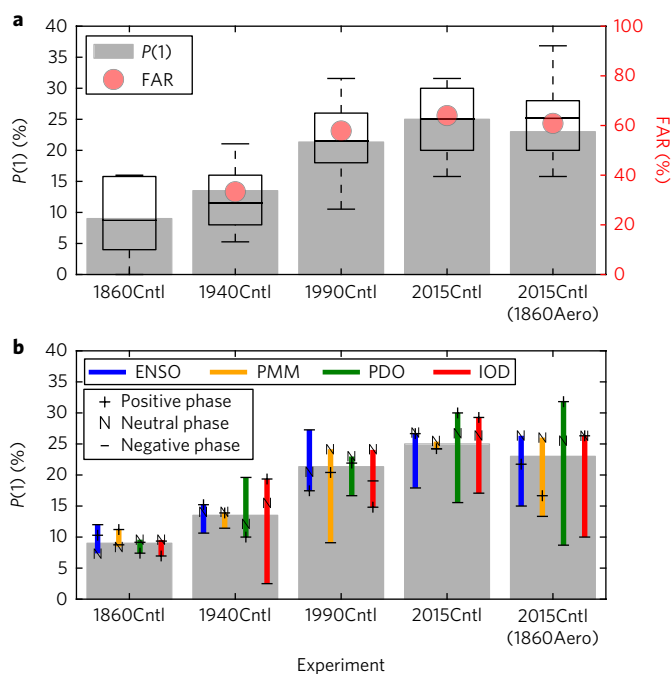 a
40
35
30
25
20
15
10
5
0
P(1) (%)
P(1)
FAR
100
80
60
40
20
0
FAR (%)
1860Cntl 1940Cntl 1990Cntl 2015Cntl 2015Cntl
(1860Aero)
b
40
35
30
25
20
15
10
5
0
P(1) (%)
ENSO PMM PDO IOD
+ Positive phase
N Neutral phase
− Negative phase
1860Cntl 1940Cntl 1990Cntl 2015Cntl 2015Cntl
(1860Aero)
Experiment